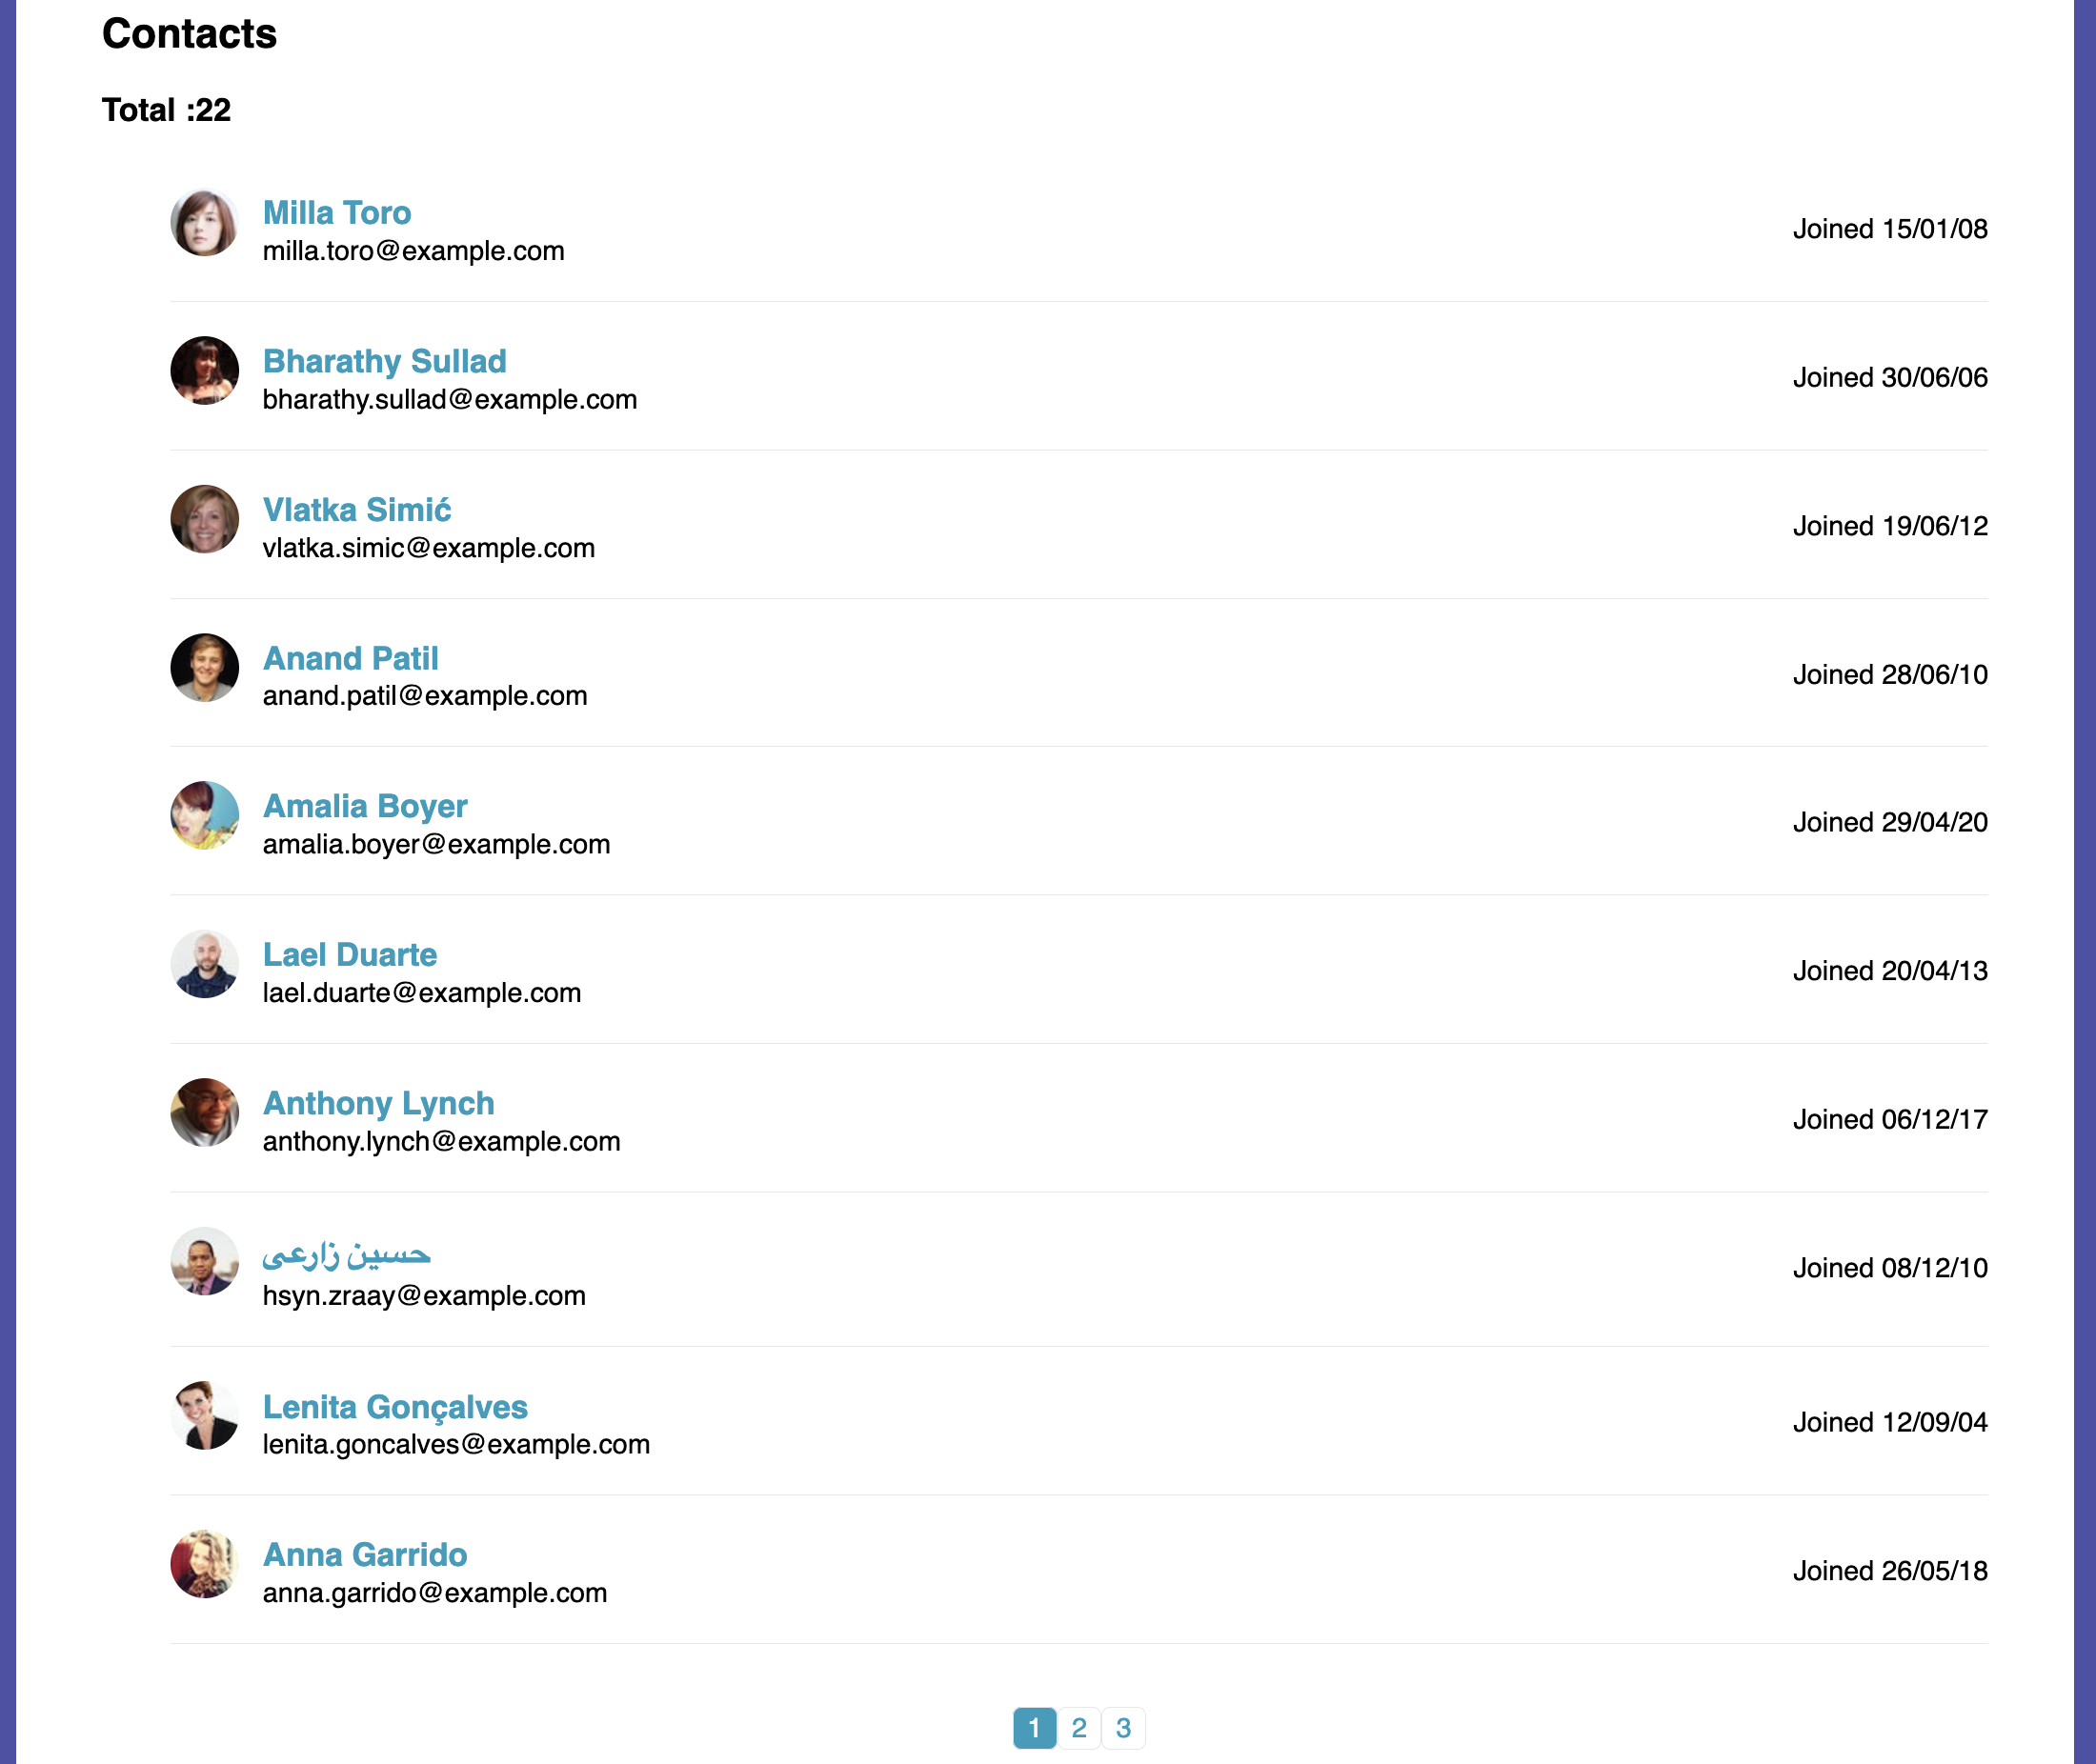 Contacts
Total :22
Milla Toro
milla.toro@example.com
Joined 15/01/08
Bharathy Sullad
bharathy.sullad@example.com
Joined 30/06/06
Vlatka Simić
vlatka.simic@example.com
Joined 19/06/12
Anand Patil
anand.patil@example.com
Joined 28/06/10
Amalia Boyer
amalia.boyer@example.com
Joined 29/04/20
Lael Duarte
lael.duarte@example.com
Joined 20/04/13
Anthony Lynch
anthony.lynch@example.com
Joined 06/12/17
حسین زارعی
hsyn.zraay@example.com
Joined 08/12/10
Lenita Gonçalves
lenita.goncalves@example.com
Joined 12/09/04
Anna Garrido
anna.garrido@example.com
Joined 26/05/18
1 2 3